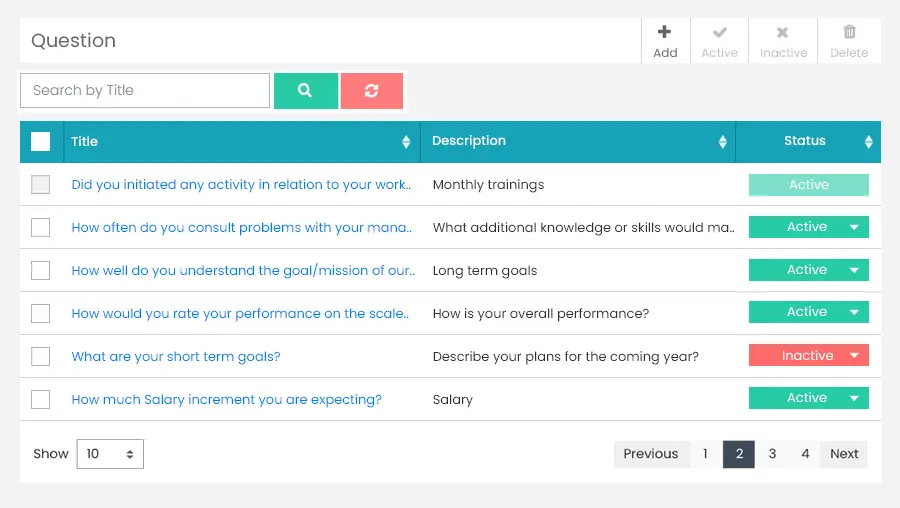 Question
Add Active Inactive Delete
Search by Title
Title Description Status
Did you initiated any activity in relation to your work.. Monthly trainings Active
How often do you consult problems with your mana.. What additional knowledge or skills would ma.. Active
How well do you understand the goal/mission of our.. Long term goals Active
How would you rate your performance on the scale.. How is your overall performance? Active
What are your short term goals? Describe your plans for the coming year? Inactive
How much Salary increment you are expecting? Salary Active
Show 10 Previous 1 2 3 4 Next